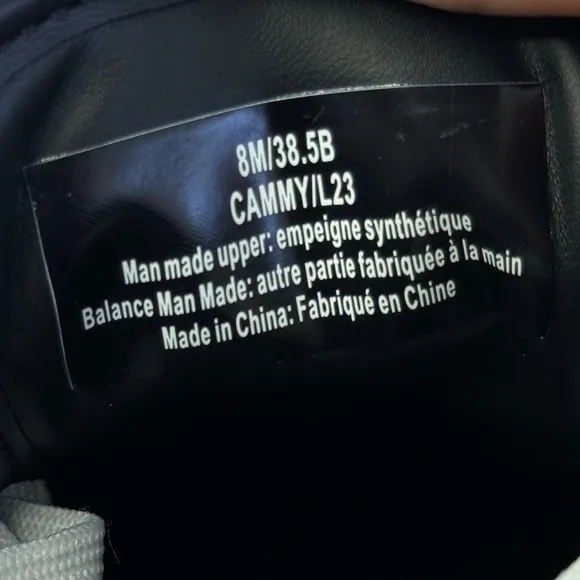 8M/38.5B
CAMMY/L23
Man made upper: empeigne synthétique
Balance Man Made: autre partie fabriquée à la main
Made in China: Fabriqué en Chine